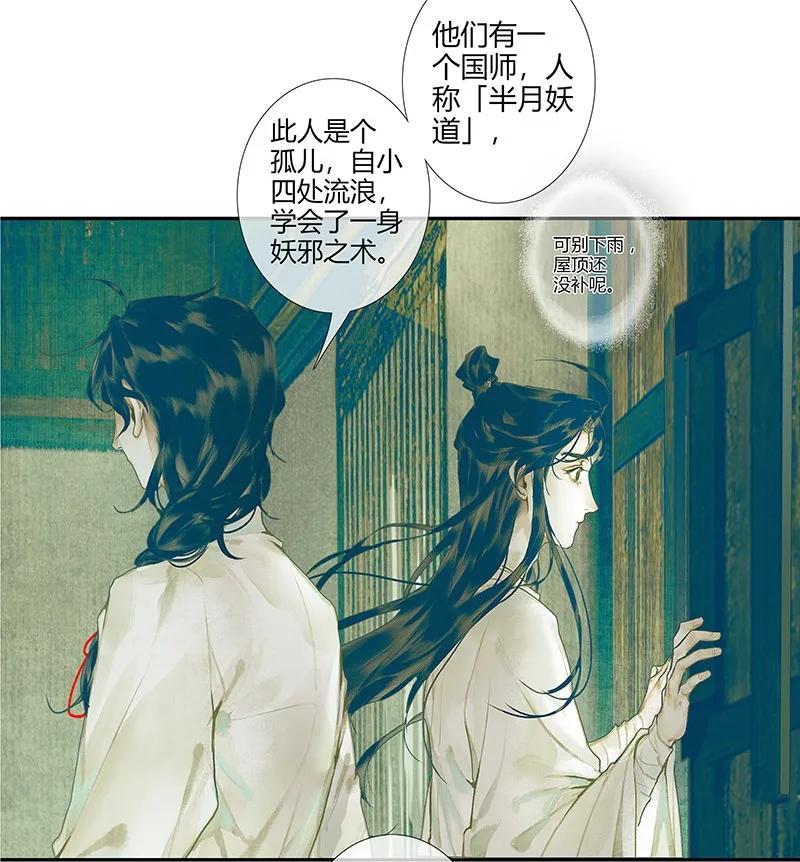 他们有一
个国师，人
称「半月妖
道」，
此人是个
孤儿，自小
四处流浪，
学会了一身
妖邪之术。
可别下雨，
屋顶还
没补呢。